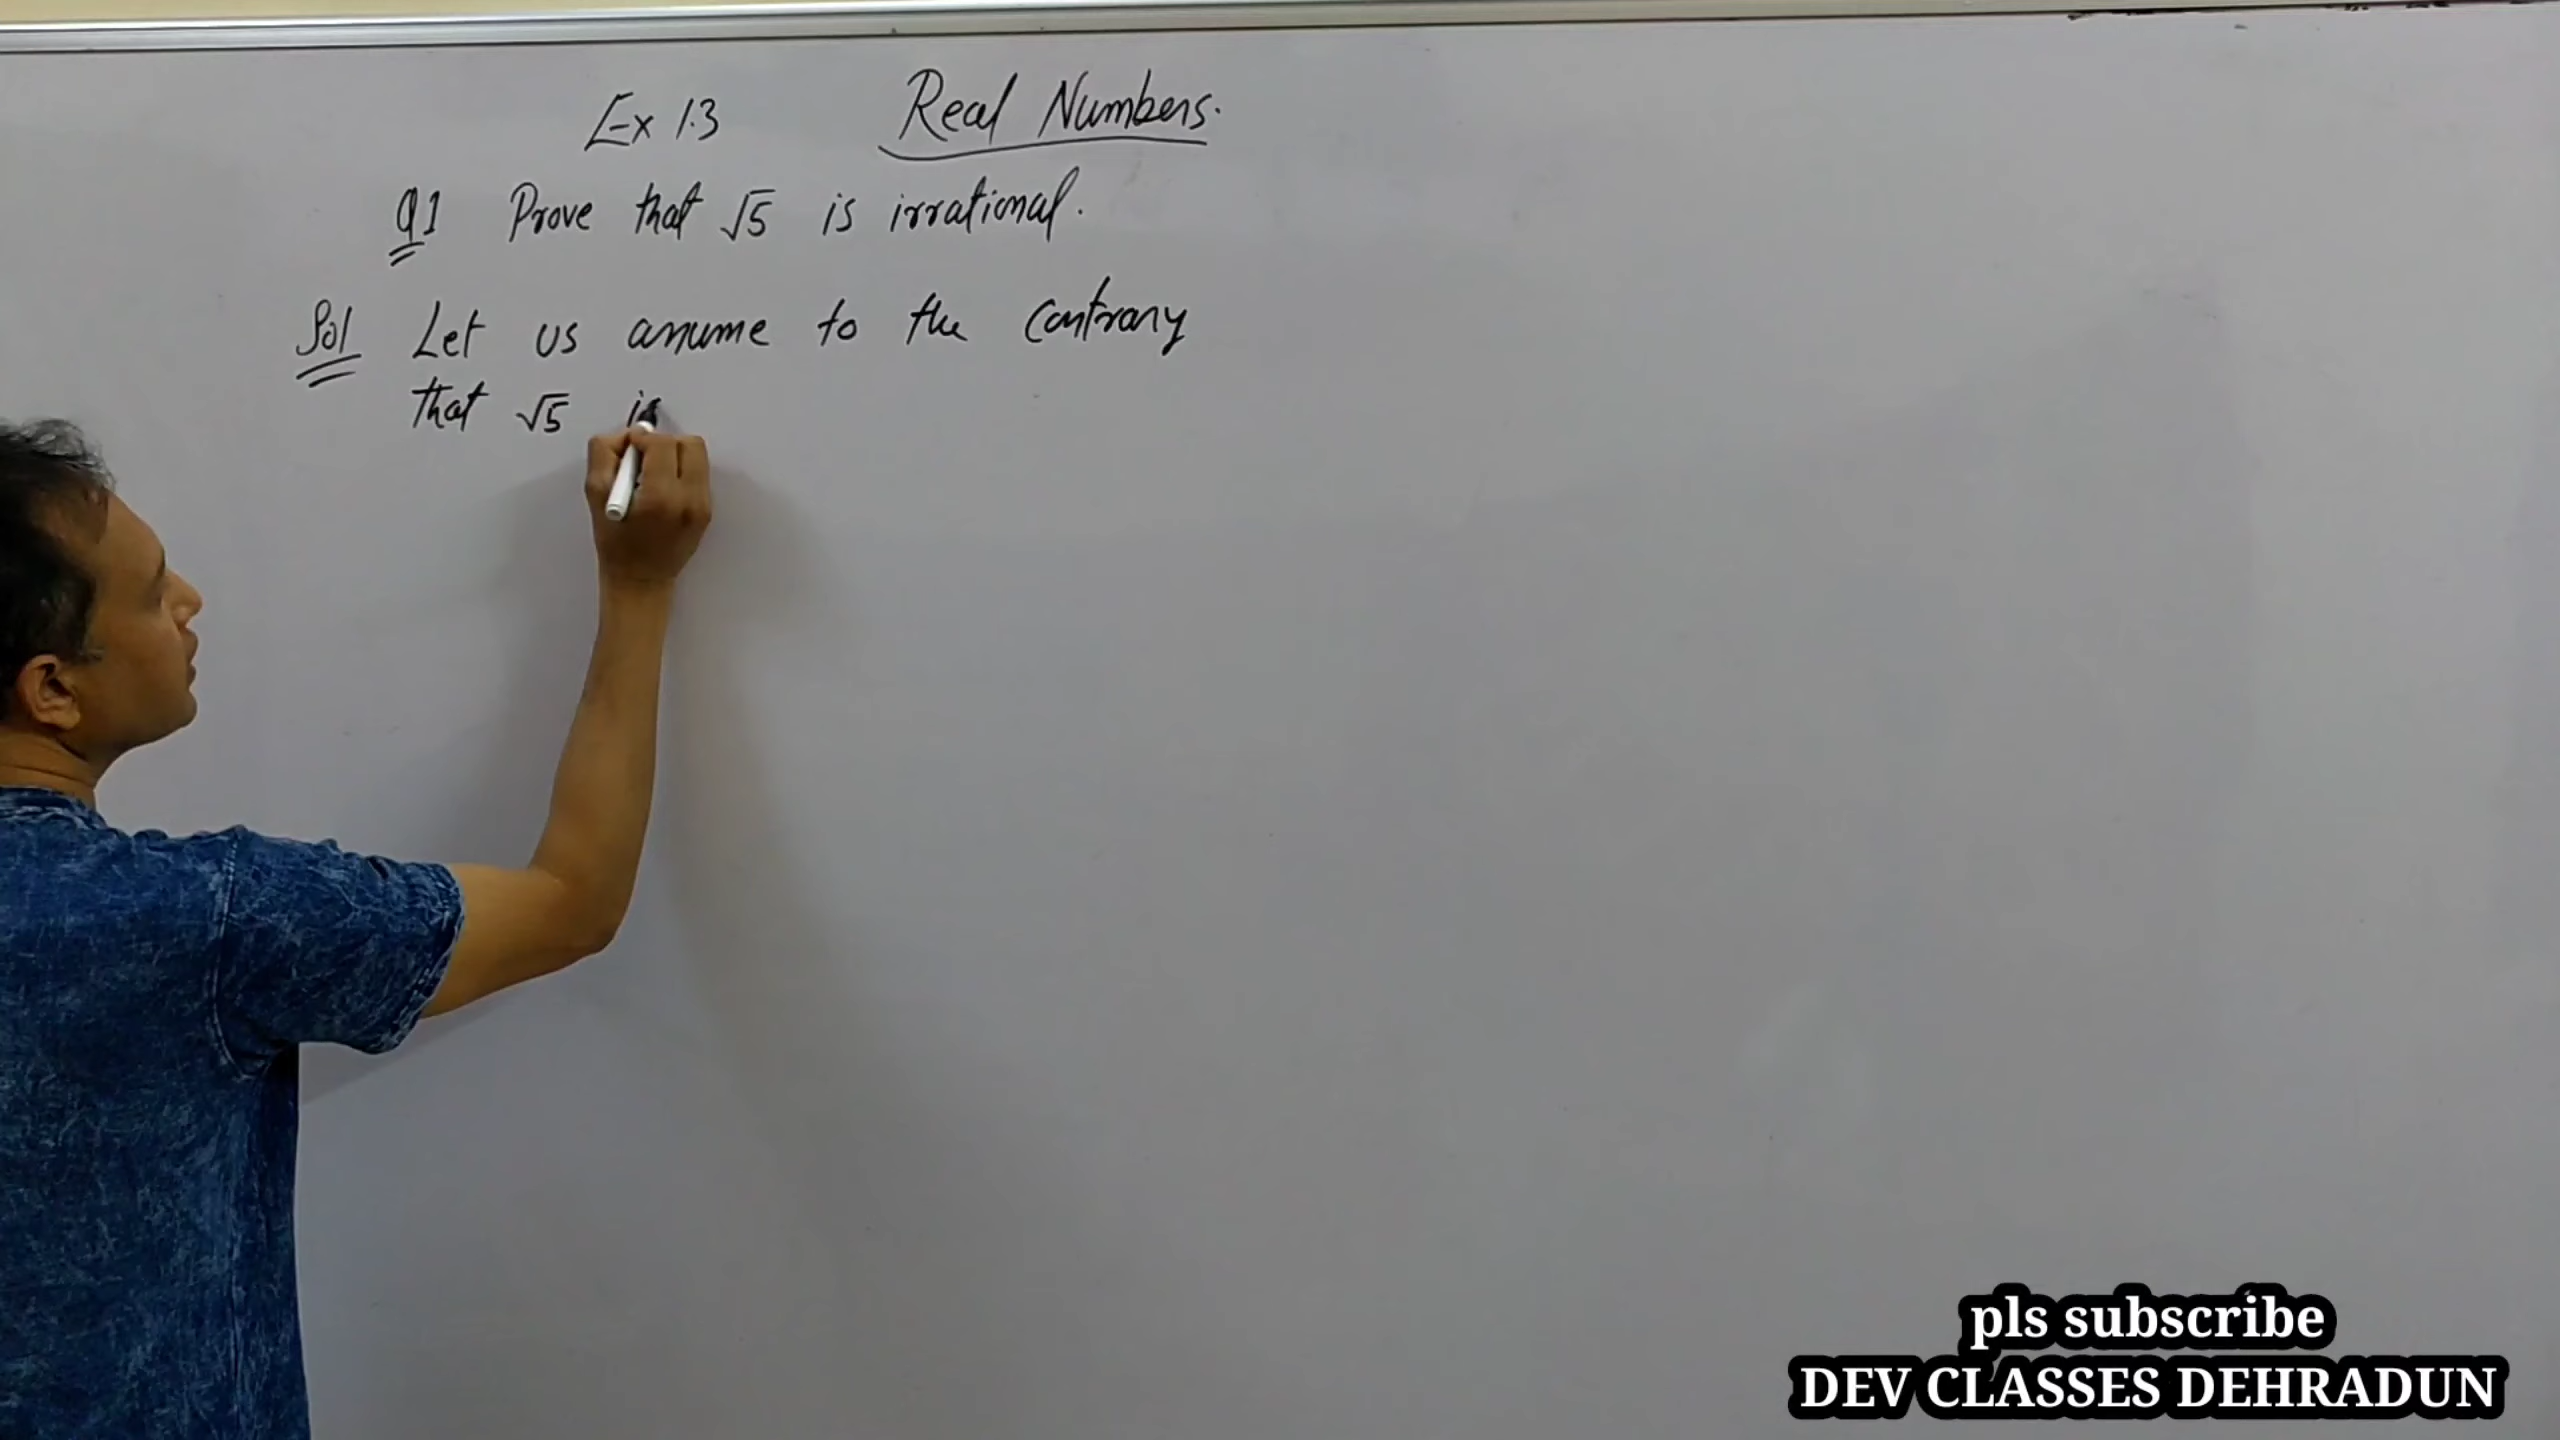 Ex 1.3 Real Numbers.
Q1 Prove that √5 is irrational.
Sol Let us assume to the contrary
that √5 is
pls subscribe
DEV CLASSES DEHRADUN